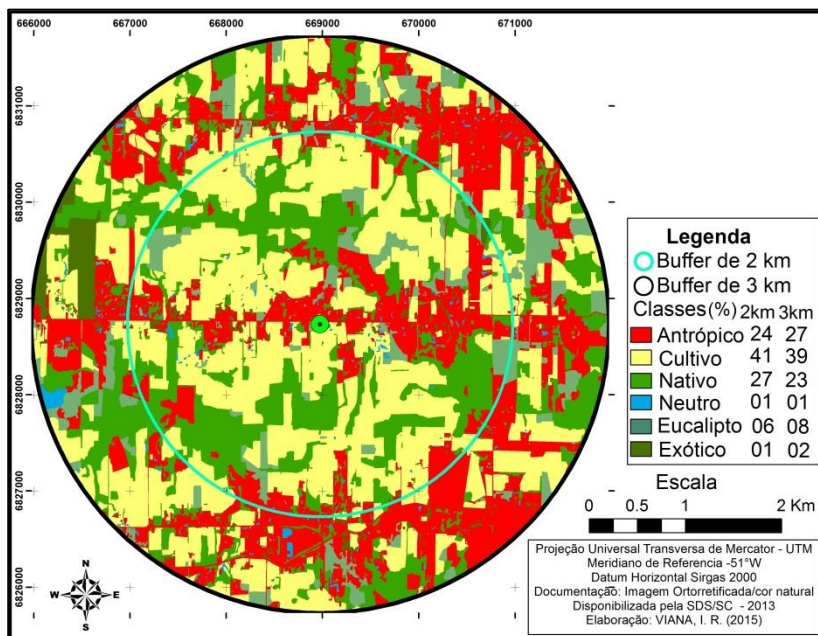 666000 667000 668000 669000 670000 671000
6831000
6830000
6829000
6828000
6827000
6826000
Legenda
Buffer de 2 km
Buffer de 3 km
Classes(%) 2km 3km
Antrópico 24 27
Cultivo 41 39
Nativo 27 23
Neutro 01 01
Eucalipto 06 08
Exótico 01 02
Escala
0 1 2 Km
N
W E
S
Projeção Universal Transversa de Mercator - UTM
Meridiano de Referencia -51°W
Datum Horizontal Sirgas 2000
Documentação: Imagem Ortorretificada/cor natural
Disponibilizada pela SDS/SC - 2013
Elaboração: VIANA, I. R. (2015)